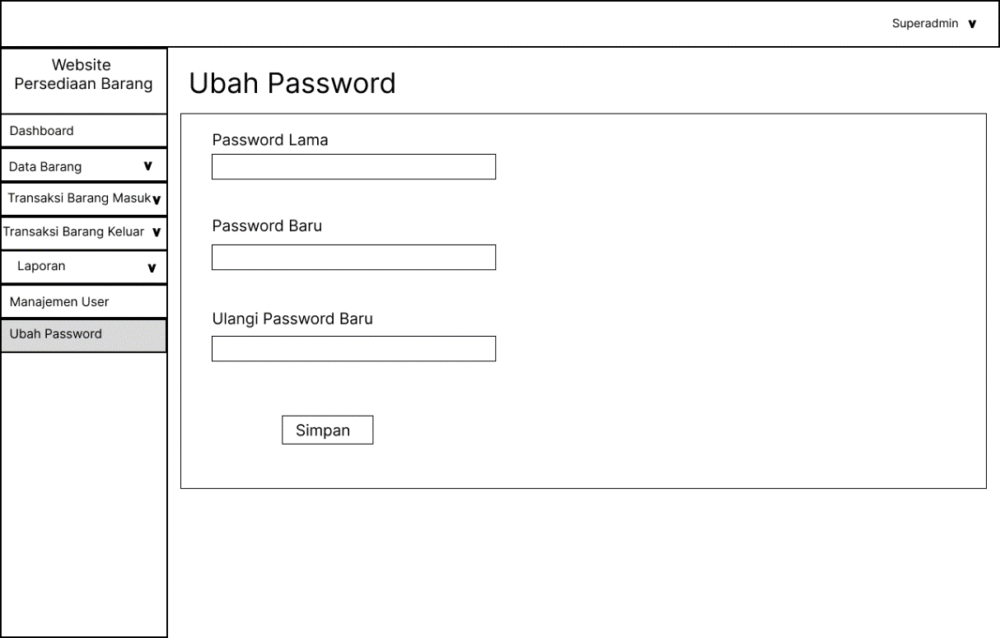 Superadmin v
Website
Persediaan Barang
Dashboard
Data Barang v
Transaksi Barang Masuk v
Transaksi Barang Keluar v
Laporan v
Manajemen User
Ubah Password
Ubah Password
Password Lama
Password Baru
Ulangi Password Baru
Simpan